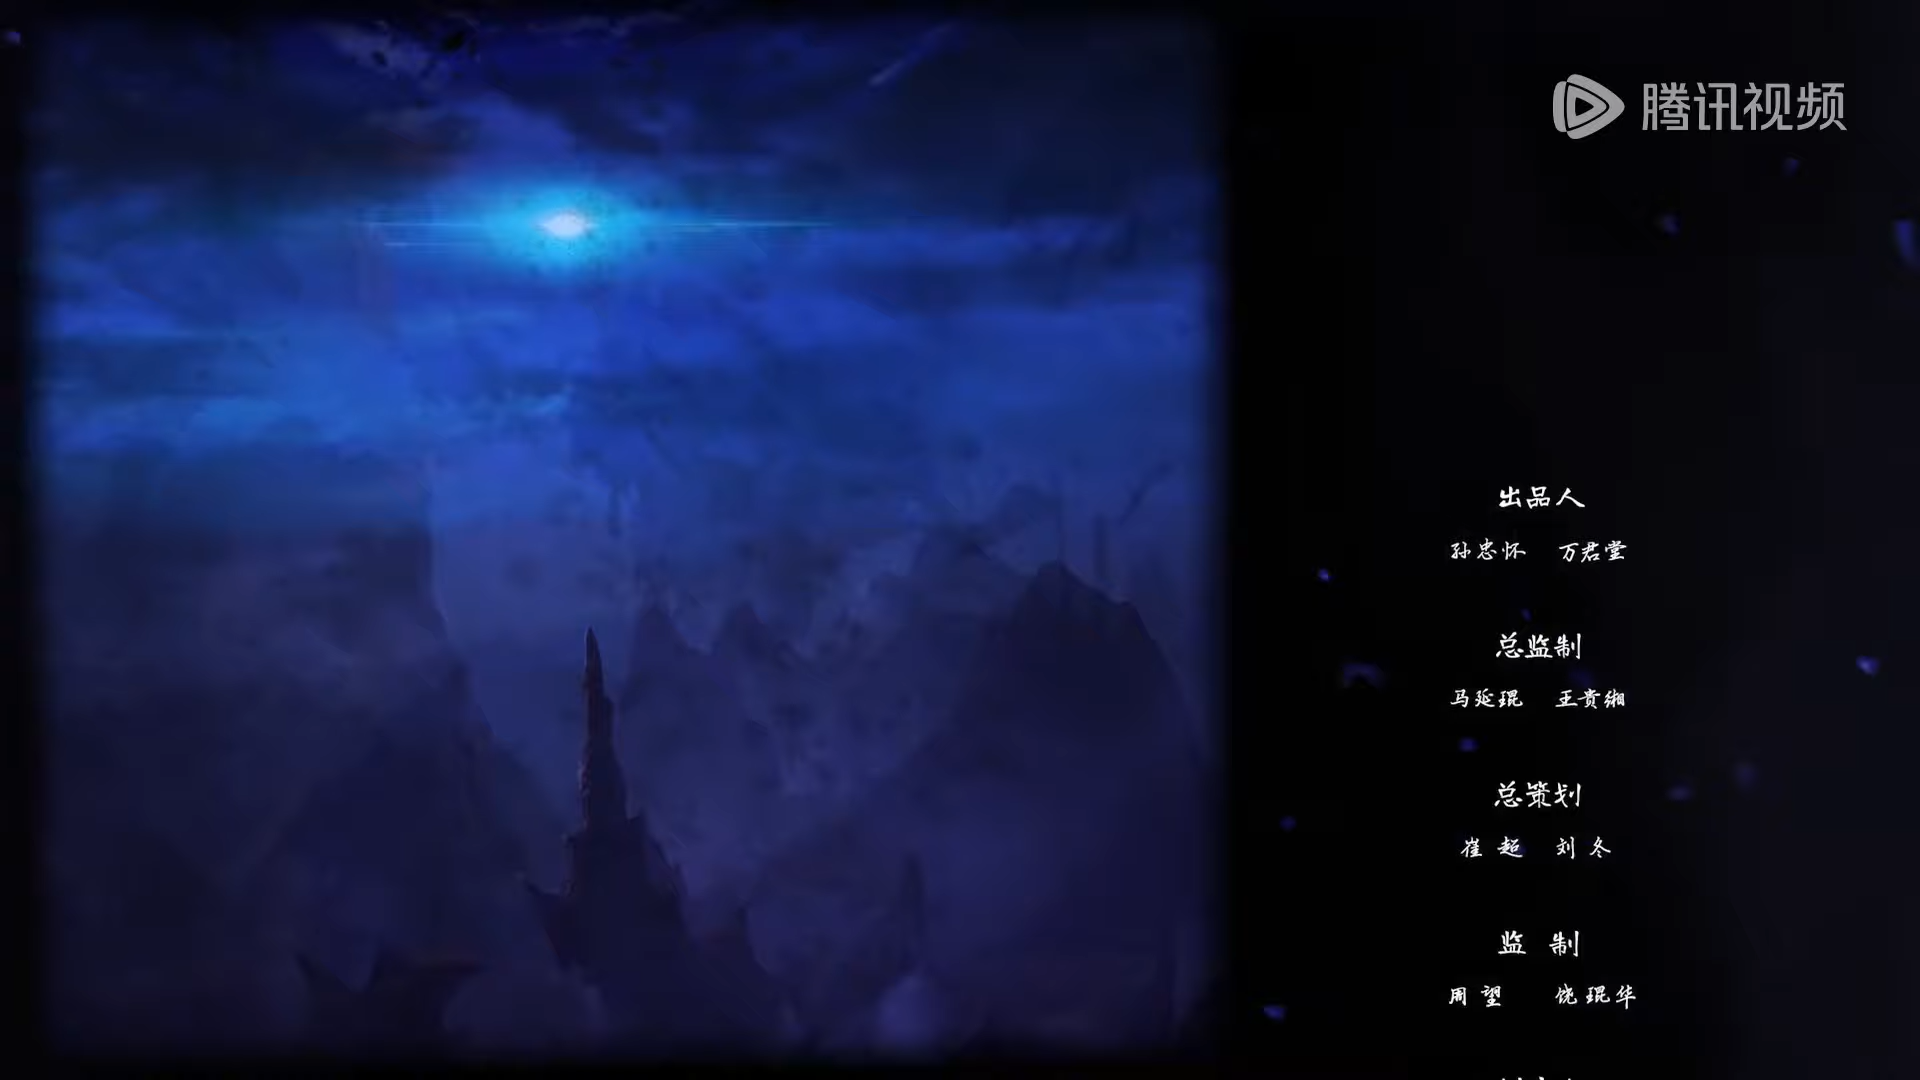 腾讯视频
出品人
孙忠怀 万君堂
总监制
马延琨 王贵缃
总策划
崔超 刘冬
监制
周望 饶琨华